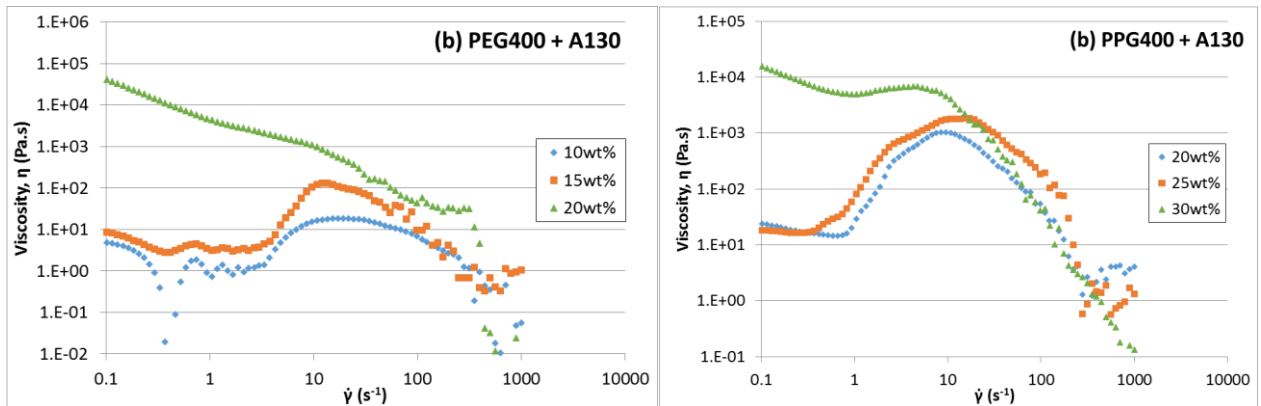 (b) PEG400 + A130
Viscosity, η (Pa.s)
1.E+06
1.E+05
1.E+04
1.E+03
1.E+02
1.E+01
1.E+00
1.E-01
1.E-02
0.1
1
10
100
1000
10000
γ̇ (s⁻¹)
10wt%
15wt%
20wt%
(b) PPG400 + A130
Viscosity, η (Pa.s)
1.E+05
1.E+04
1.E+03
1.E+02
1.E+01
1.E+00
1.E-01
0.1
1
10
100
1000
10000
γ̇ (s⁻¹)
20wt%
25wt%
30wt%